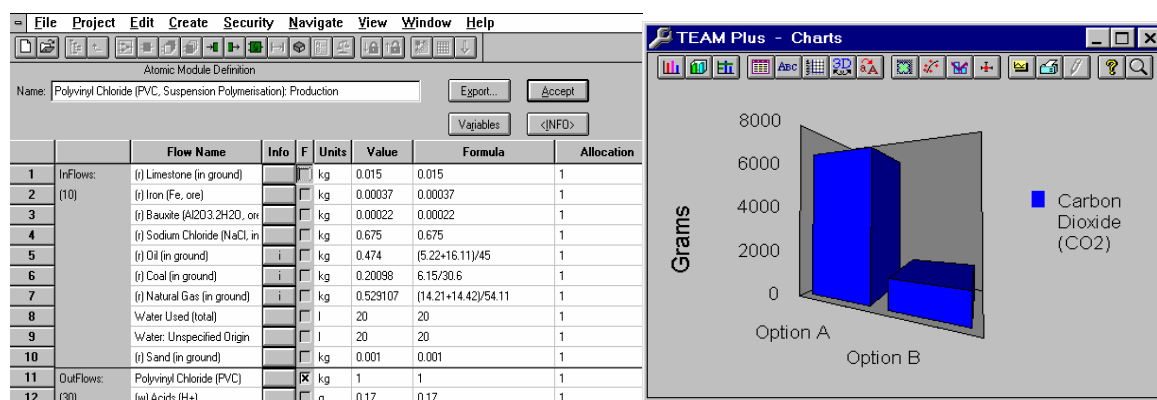 File Project Edit Create Security Navigate View Window Help
Atomic Module Definition
Name: Polyvinyl Chloride (PVC, Suspension Polymerisation): Production
Export... Accept
Variables <INFO>
Flow Name Info F Units Value Formula Allocation
1 InFlows: (r) Limestone (in ground) kg 0.015 0.015 1
2 (10) (r) Iron (Fe, ore) kg 0.00037 0.00037 1
3 (r) Bauxite (Al2O3.2H2O, ore kg 0.00022 0.00022 1
4 (r) Sodium Chloride (NaCl, in kg 0.675 0.675 1
5 (r) Oil (in ground) i kg 0.474 (5.22+16.11)/45 1
6 (r) Coal (in ground) i kg 0.20098 6.15/30.6 1
7 (r) Natural Gas (in ground) i kg 0.529107 (14.21+14.42)/54.11 1
8 Water Used (total) l 20 20 1
9 Water: Unspecified Origin l 20 20 1
10 (r) Sand (in ground) kg 0.001 0.001 1
11 OutFlows: Polyvinyl Chloride (PVC) kg 1 1 1
12 (30) (w) Acids (H+) g 0.17 0.17 1
TEAM Plus - Charts
ABC 3D
8000
6000
4000
2000
0
Grams
Option A
Option B
Carbon
Dioxide
(CO2)